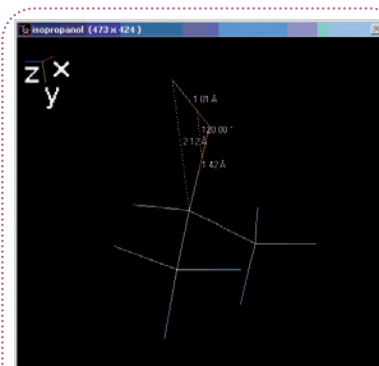 isopropanol (473 x 424)
z x
y
1.01 Å
120.00 °
2.12 Å
1.42 Å